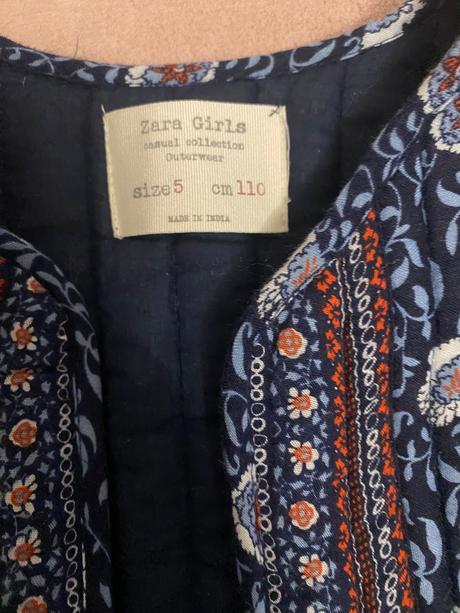 Zara Girls
casual collection
Outerwear
size 5 cm 110
MADE IN INDIA